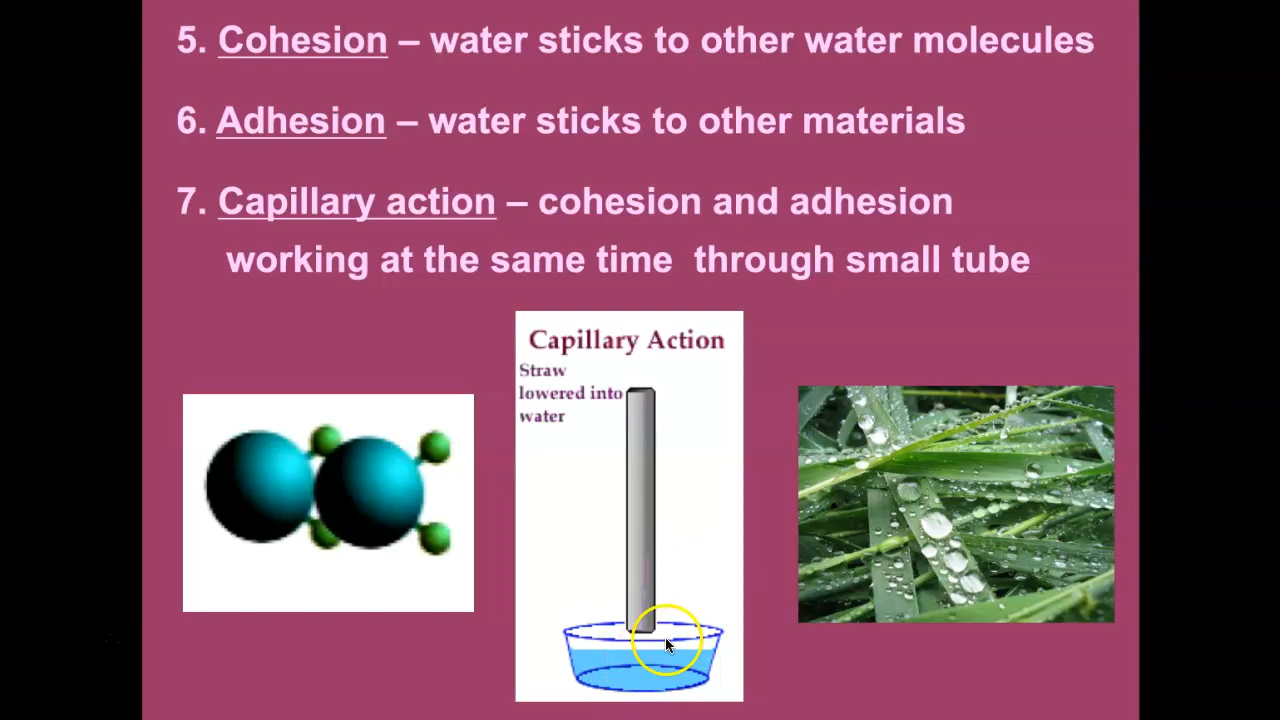 5. Cohesion – water sticks to other water molecules
6. Adhesion – water sticks to other materials
7. Capillary action – cohesion and adhesion
working at the same time through small tube
Capillary Action
Straw
lowered into
water